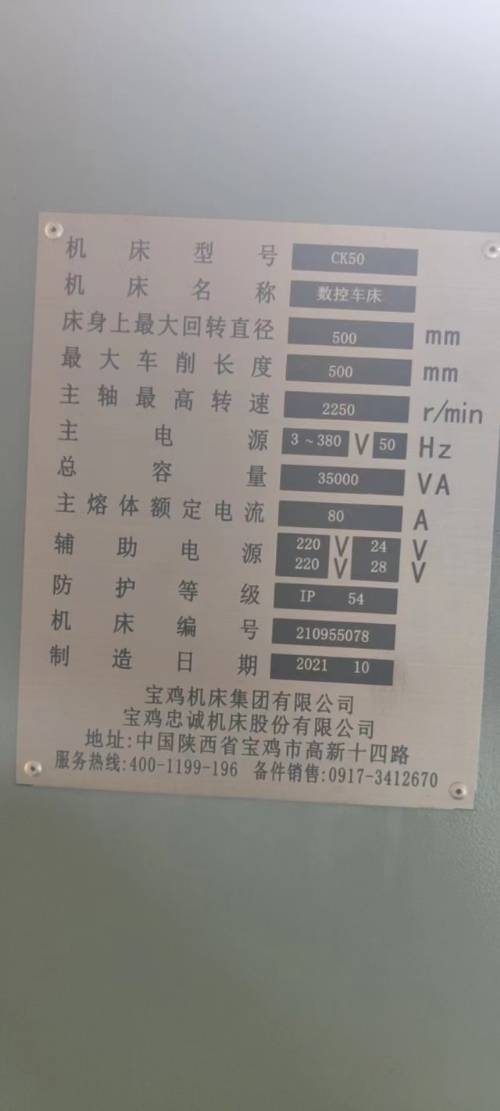 机床型号 CK50
机床名称 数控车床
床身上最大回转直径 500 mm
最大车削长度 500 mm
主轴最高转速 2250 r/min
主电源 3~380 V 50 Hz
总容量 35000 VA
主熔体额定电流 80 A
辅助电源 220 V 24 V
220 V 28 V
防护等级 IP 54
机床编号 210955078
制造日期 2021 10
宝鸡机床集团有限公司
宝鸡忠诚机床股份有限公司
地址:中国陕西省宝鸡市高新十四路
服务热线:400-1199-196 备件销售:0917-3412670